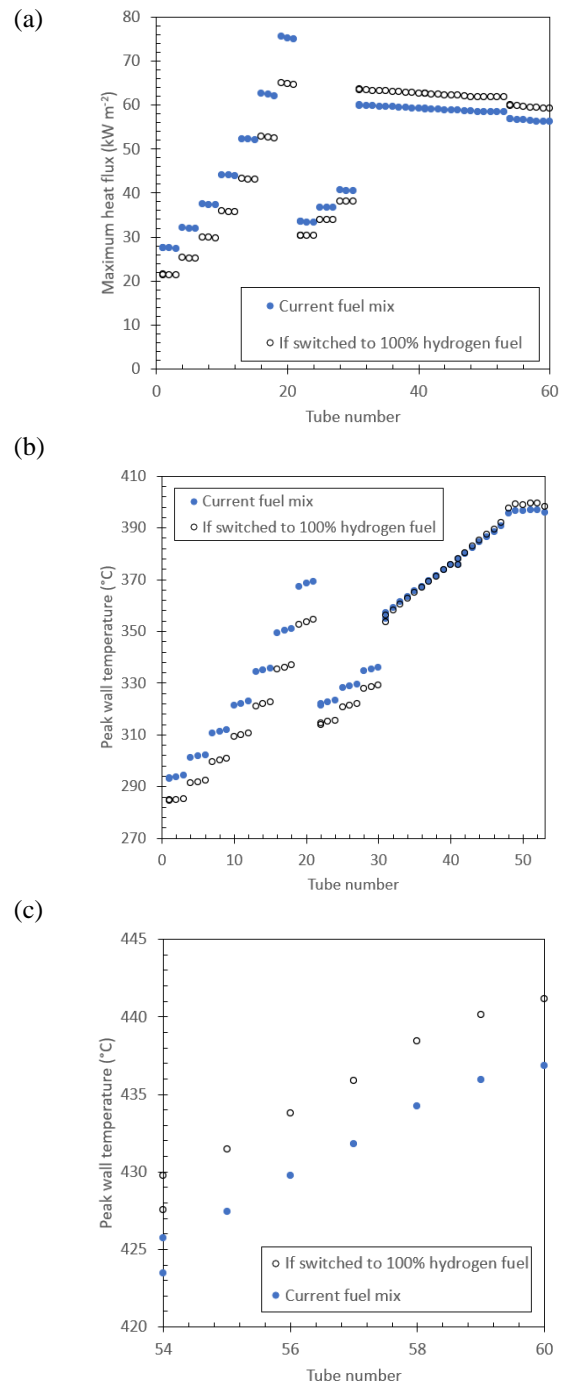 (a)
80
70
60
50
40
30
20
10
0
Maximum heat flux (kW m⁻²)
Current fuel mix
If switched to 100% hydrogen fuel
0 20 40 60
Tube number
(b)
410
390
370
350
330
310
290
270
Peak wall temperature (°C)
Current fuel mix
If switched to 100% hydrogen fuel
0 10 20 30 40 50
Tube number
(c)
445
440
435
430
425
420
Peak wall temperature (°C)
If switched to 100% hydrogen fuel
Current fuel mix
54 56 58 60
Tube number